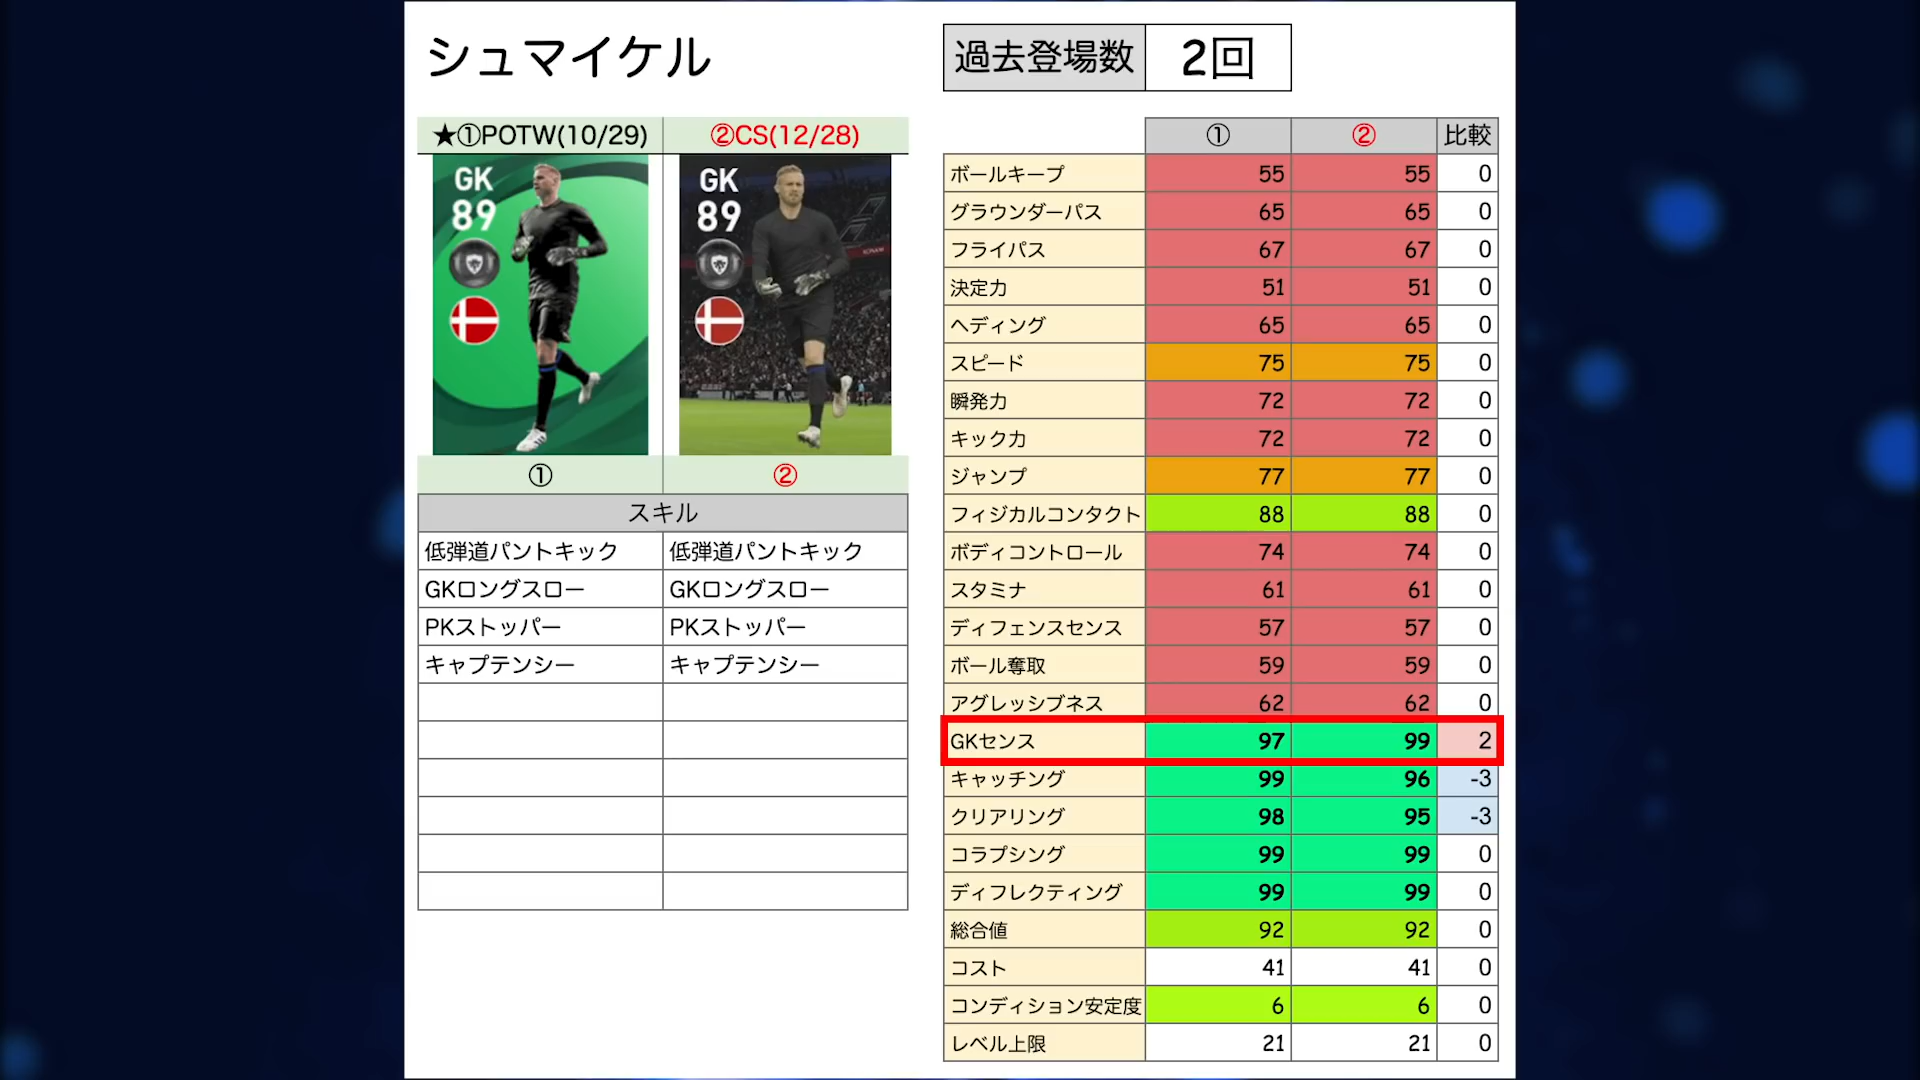 シュマイケル
過去登場数 2回
★①POTW(10/29) ②CS(12/28)
GK
89
GK
89
KONAMI
① ②
スキル
低弾道パントキック 低弾道パントキック
GKロングスロー GKロングスロー
PKストッパー PKストッパー
キャプテンシー キャプテンシー
① ② 比較
ボールキープ 55 55 0
グラウンダーパス 65 65 0
フライパス 67 67 0
決定力 51 51 0
ヘディング 65 65 0
スピード 75 75 0
瞬発力 72 72 0
キック力 72 72 0
ジャンプ 77 77 0
フィジカルコンタクト 88 88 0
ボディコントロール 74 74 0
スタミナ 61 61 0
ディフェンスセンス 57 57 0
ボール奪取 59 59 0
アグレッシブネス 62 62 0
GKセンス 97 99 2
キャッチング 99 96 -3
クリアリング 98 95 -3
コラプシング 99 99 0
ディフレクティング 99 99 0
総合値 92 92 0
コスト 41 41 0
コンディション安定度 6 6 0
レベル上限 21 21 0